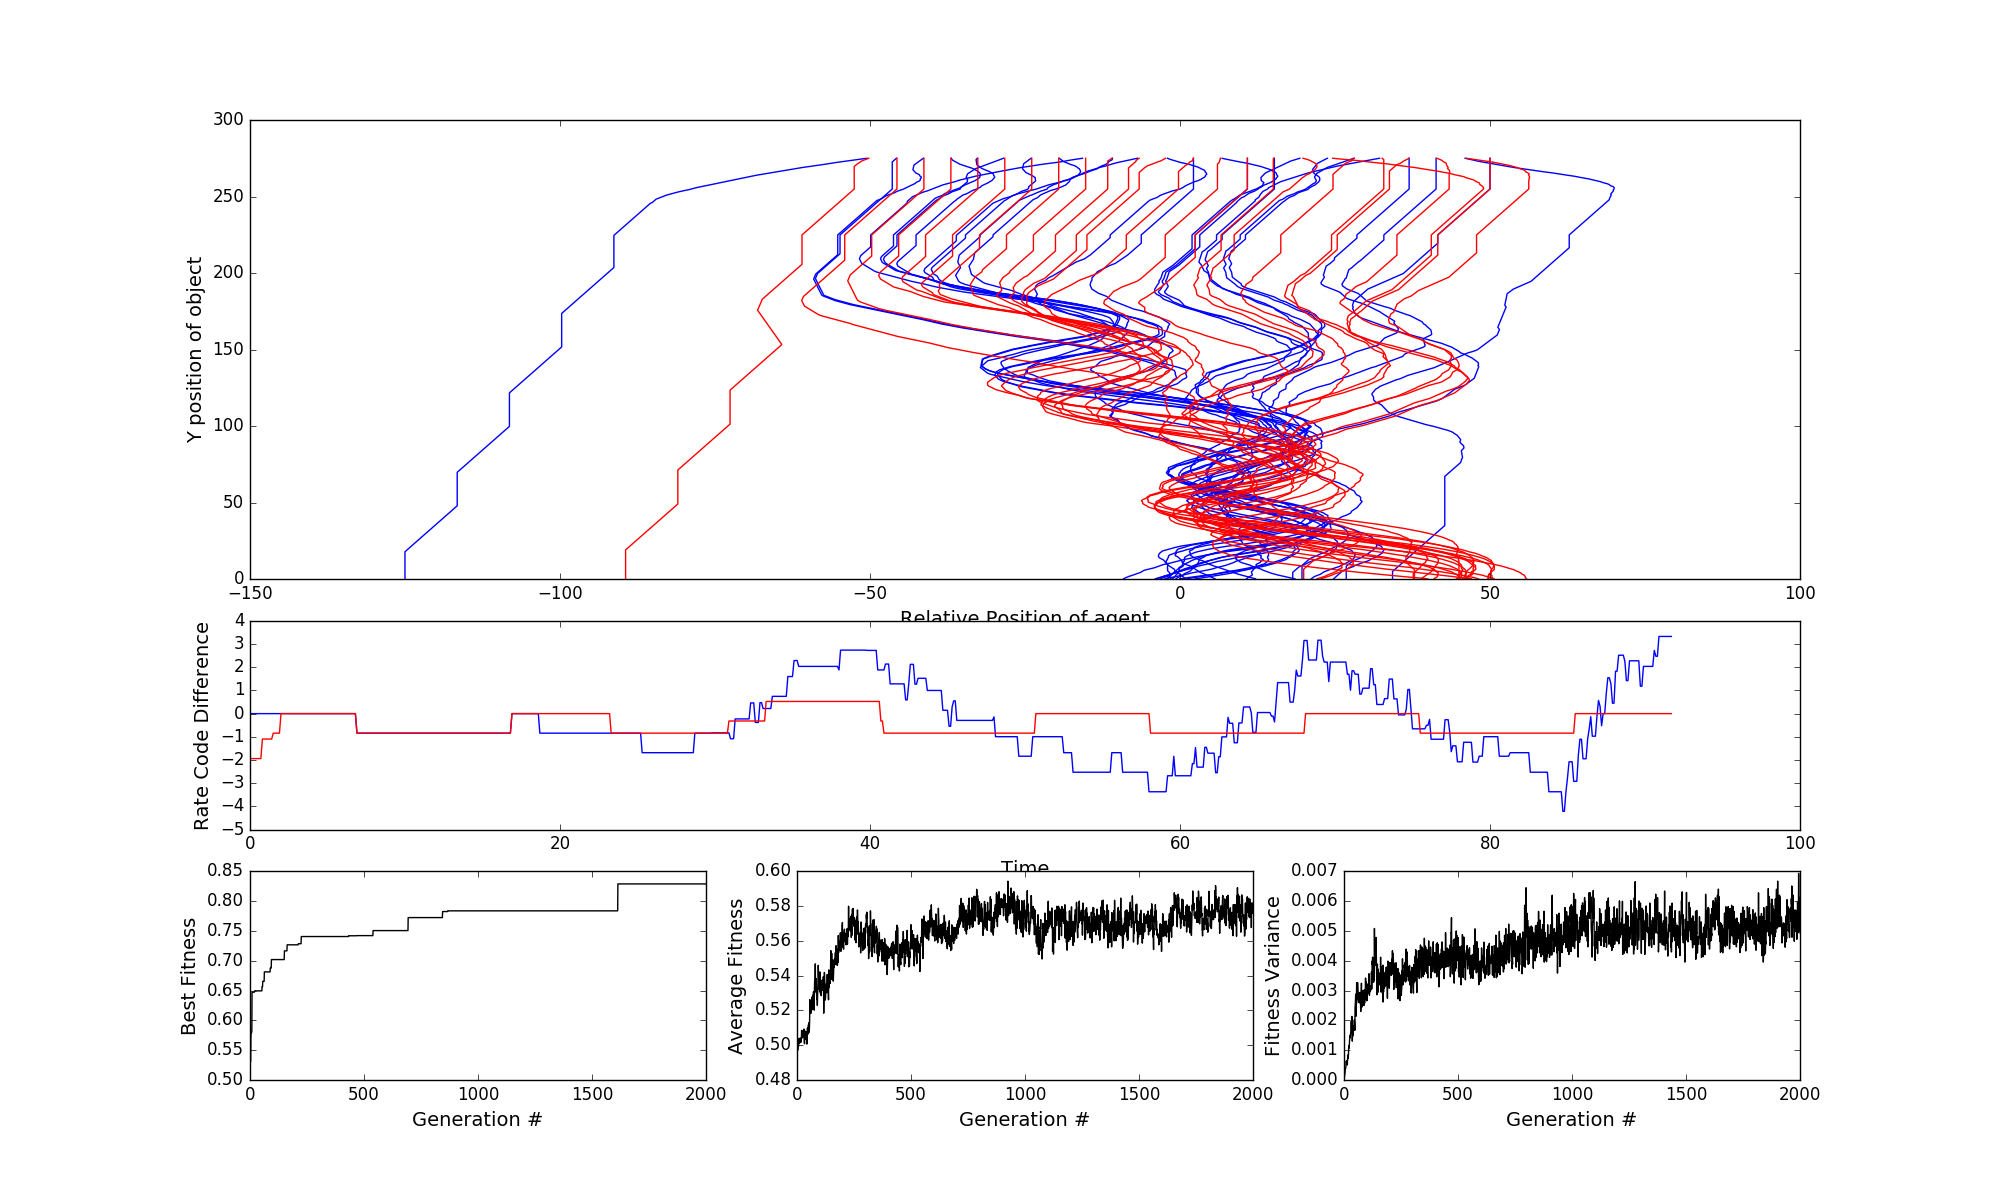 300
250
200
150
100
50
0
Y position of object
−150 −100 −50 0 50 100
Relative Position of agent
4
3
2
1
0
−1
−2
−3
−4
−5
Rate Code Difference
0 20 40 60 80 100
Time
0.85
0.80
0.75
0.70
0.65
0.60
0.55
0.50
Best Fitness
0 500 1000 1500 2000
Generation #
0.60
0.58
0.56
0.54
0.52
0.50
0.48
Average Fitness
0 500 1000 1500 2000
Generation #
0.007
0.006
0.005
0.004
0.003
0.002
0.001
0.000
Fitness Variance
0 500 1000 1500 2000
Generation #